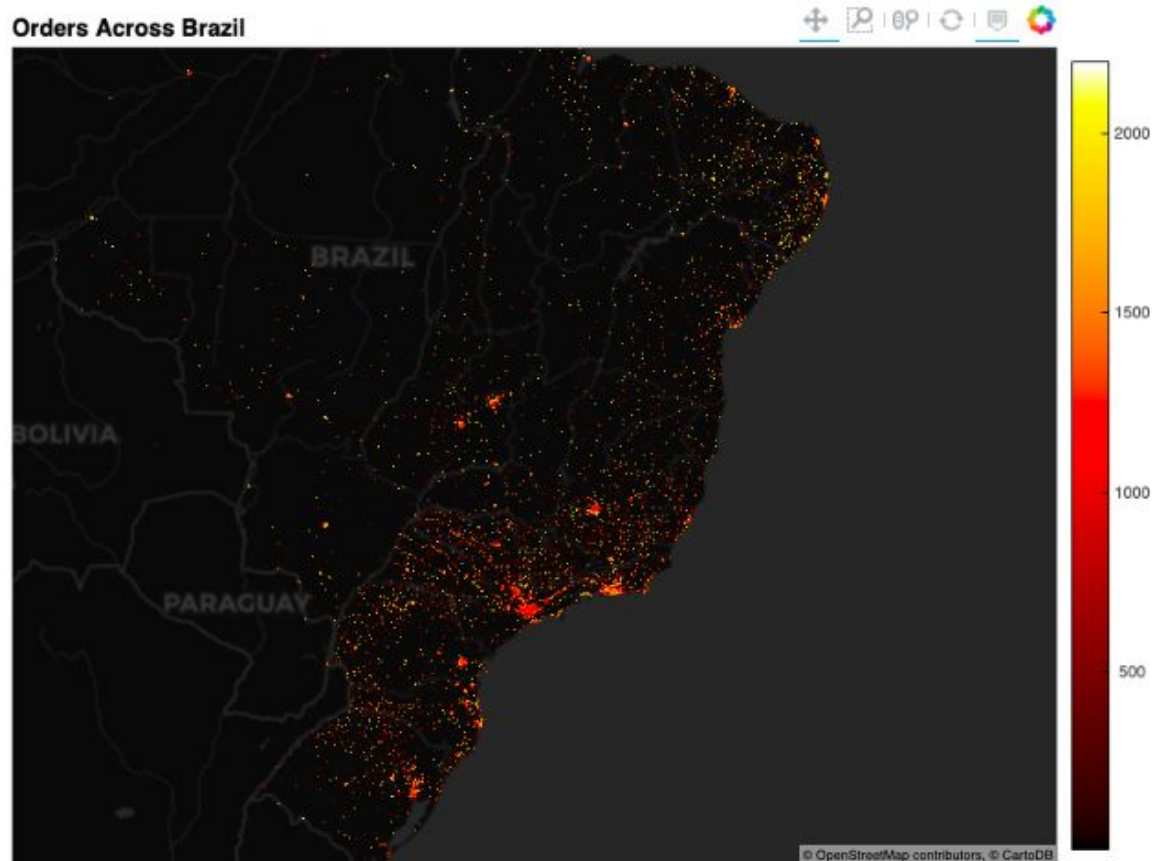 Orders Across Brazil
2000
BRAZIL
1500
BOLIVIA
1000
PARAGUAY
500
© OpenStreetMap contributors, © CartoDB